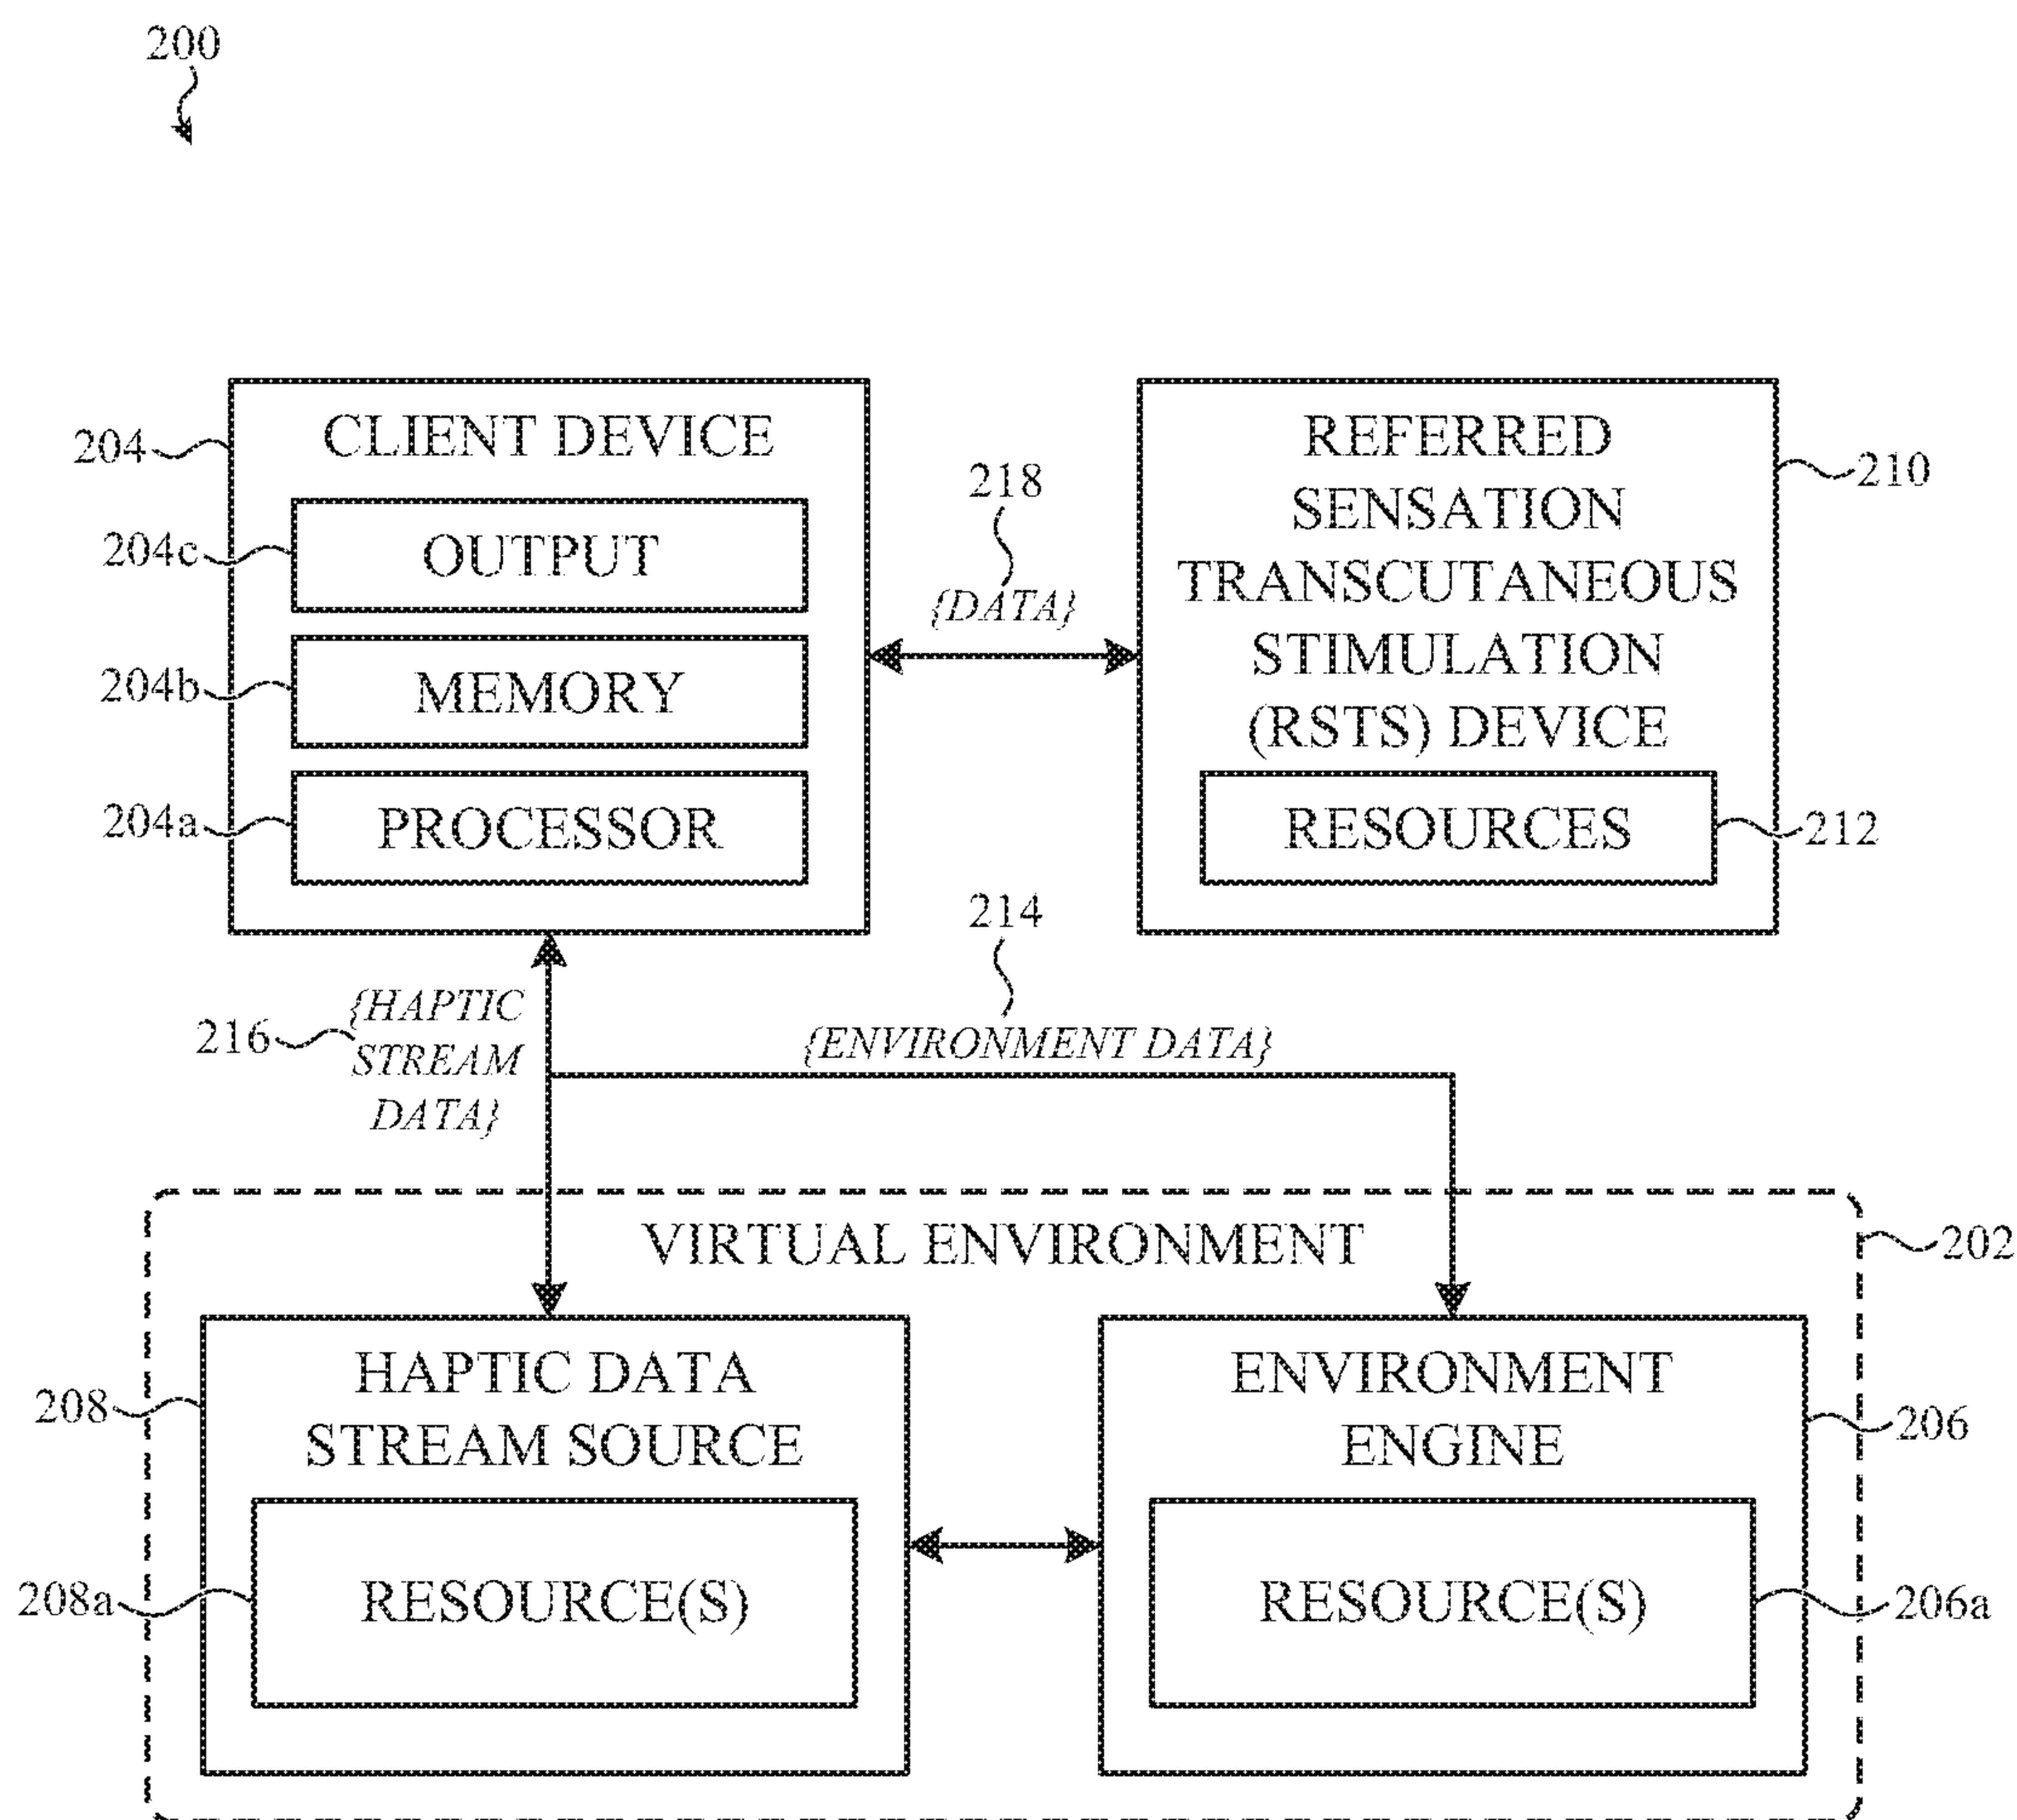 200
204
CLIENT DEVICE
204c
OUTPUT
204b
MEMORY
204a
PROCESSOR
218
{DATA}
REFERRED
SENSATION
TRANSCUTANEOUS
STIMULATION
(RSTS) DEVICE
210
RESOURCES
212
214
216
{HAPTIC
STREAM
DATA}
{ENVIRONMENT DATA}
VIRTUAL ENVIRONMENT
202
208
HAPTIC DATA
STREAM SOURCE
208a
RESOURCE(S)
ENVIRONMENT
ENGINE
206
RESOURCE(S)
206a